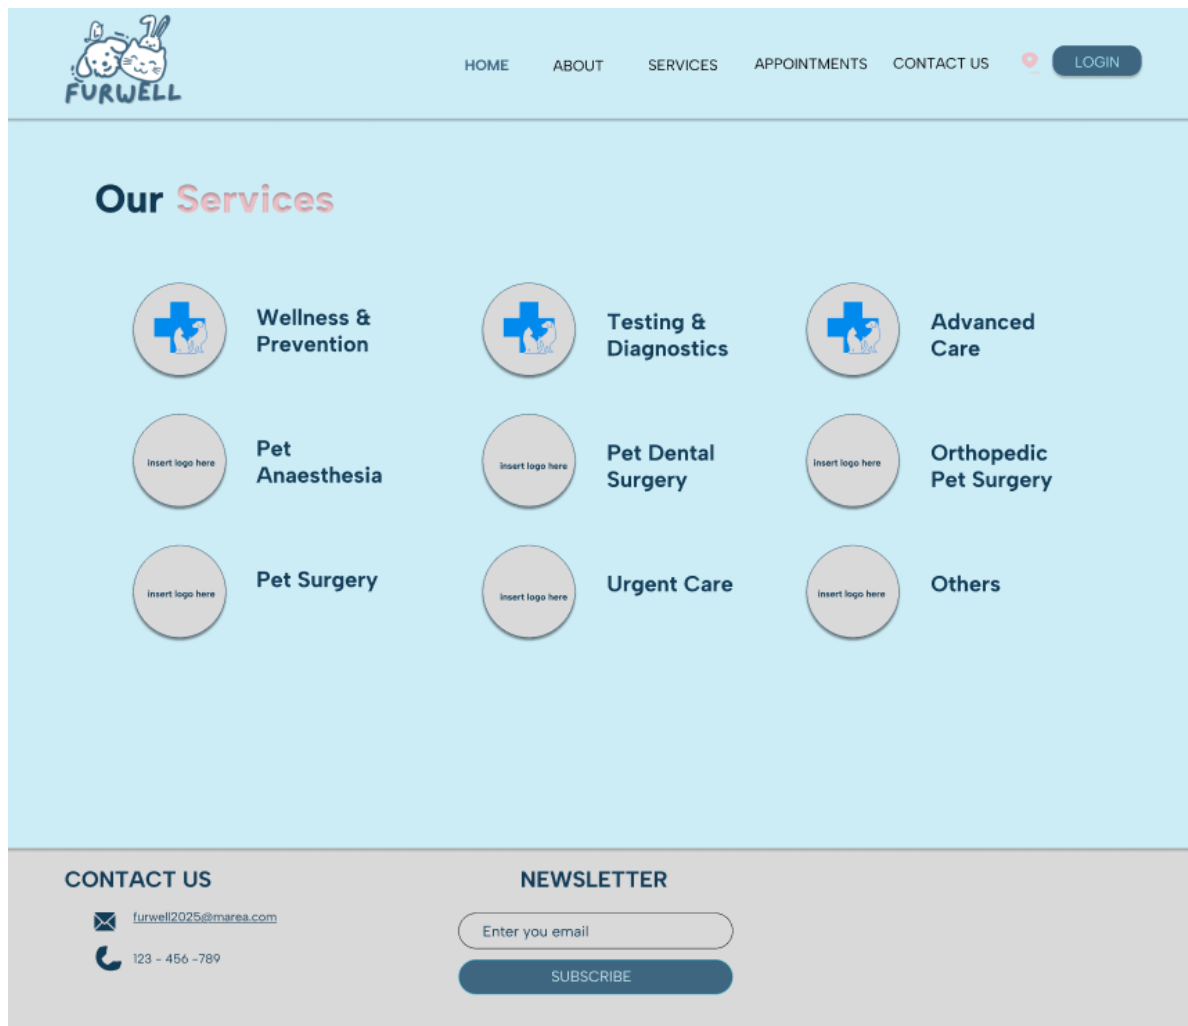 FURWELL
HOME ABOUT SERVICES APPOINTMENTS CONTACT US LOGIN
Our Services
Wellness &
Prevention
Testing &
Diagnostics
Advanced
Care
insert logo here
Pet
Anaesthesia
insert logo here
Pet Dental
Surgery
insert logo here
Orthopedic
Pet Surgery
insert logo here
Pet Surgery
insert logo here
Urgent Care
insert logo here
Others
CONTACT US
furwell2025@marea.com
123 - 456 -789
NEWSLETTER
Enter you email
SUBSCRIBE